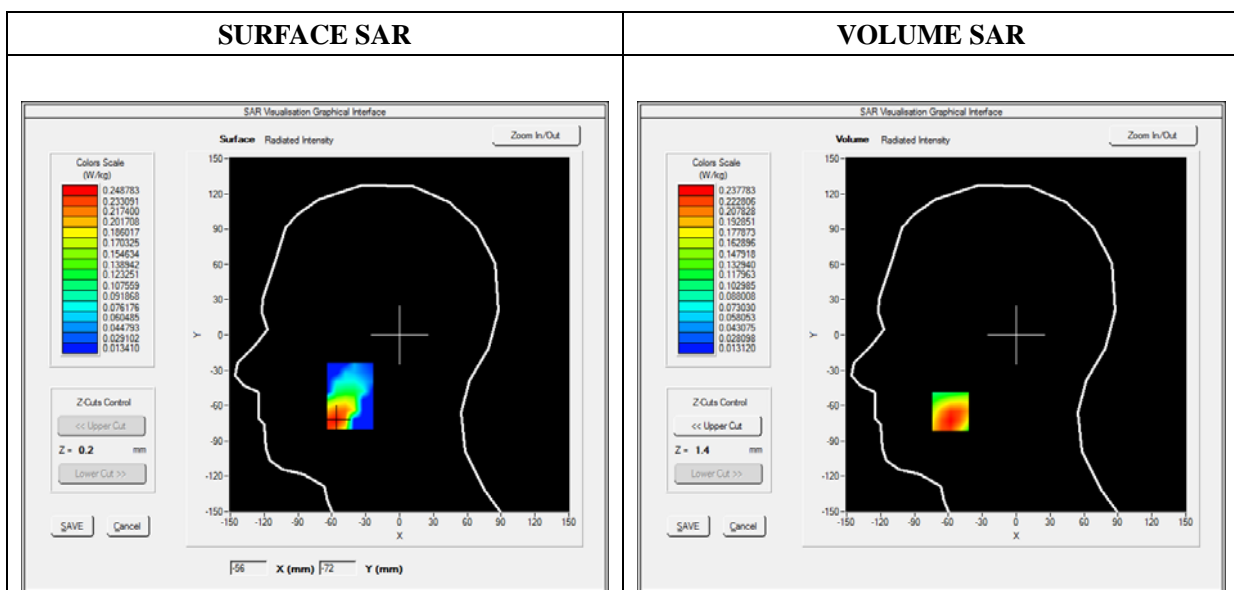 SURFACE SAR
VOLUME SAR
SAR Visualisation Graphical Interface
Surface Radiated Intensity
Zoom In/Out
Colors Scale
(W/kg)
0.248783
0.233091
0.217400
0.201708
0.186017
0.170325
0.154634
0.138942
0.123251
0.107559
0.091868
0.076176
0.060485
0.044793
0.029102
0.013410
Z-Cuts Control
<< Upper Cut
Z = 0.2 mm
Lower Cut >>
SAVE Cancel
150
120
90
60
30
0
-30
-60
-90
-120
-150
Y
-150 -120 -90 -60 -30 0 30 60 90 120 150
X
-56 X (mm) -72 Y (mm)
SAR Visualisation Graphical Interface
Volume Radiated Intensity
Zoom In/Out
Colors Scale
(W/kg)
0.237783
0.222806
0.207828
0.192851
0.177873
0.162896
0.147918
0.132940
0.117963
0.102985
0.088008
0.073030
0.058053
0.043075
0.028098
0.013120
Z-Cuts Control
<< Upper Cut
Z = 1.4 mm
Lower Cut >>
SAVE Cancel
150
120
90
60
30
0
-30
-60
-90
-120
-150
Y
-150 -120 -90 -60 -30 0 30 60 90 120 150
X